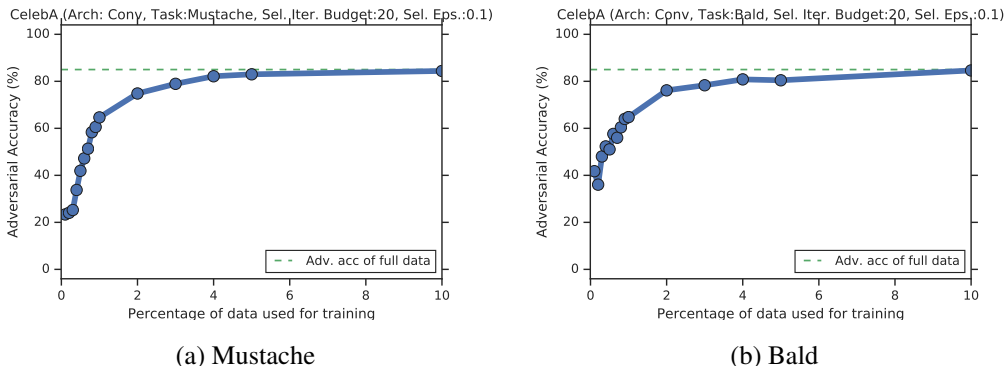 CelebA (Arch: Conv, Task:Mustache, Sel. Iter. Budget:20, Sel. Eps.:0.1)
100
80
60
40
20
0
Adversarial Accuracy (%)
Adv. acc of full data
0 2 4 6 8 10
Percentage of data used for training
(a) Mustache
CelebA (Arch: Conv, Task:Bald, Sel. Iter. Budget:20, Sel. Eps.:0.1)
100
80
60
40
20
0
Adversarial Accuracy (%)
Adv. acc of full data
0 2 4 6 8 10
Percentage of data used for training
(b) Bald